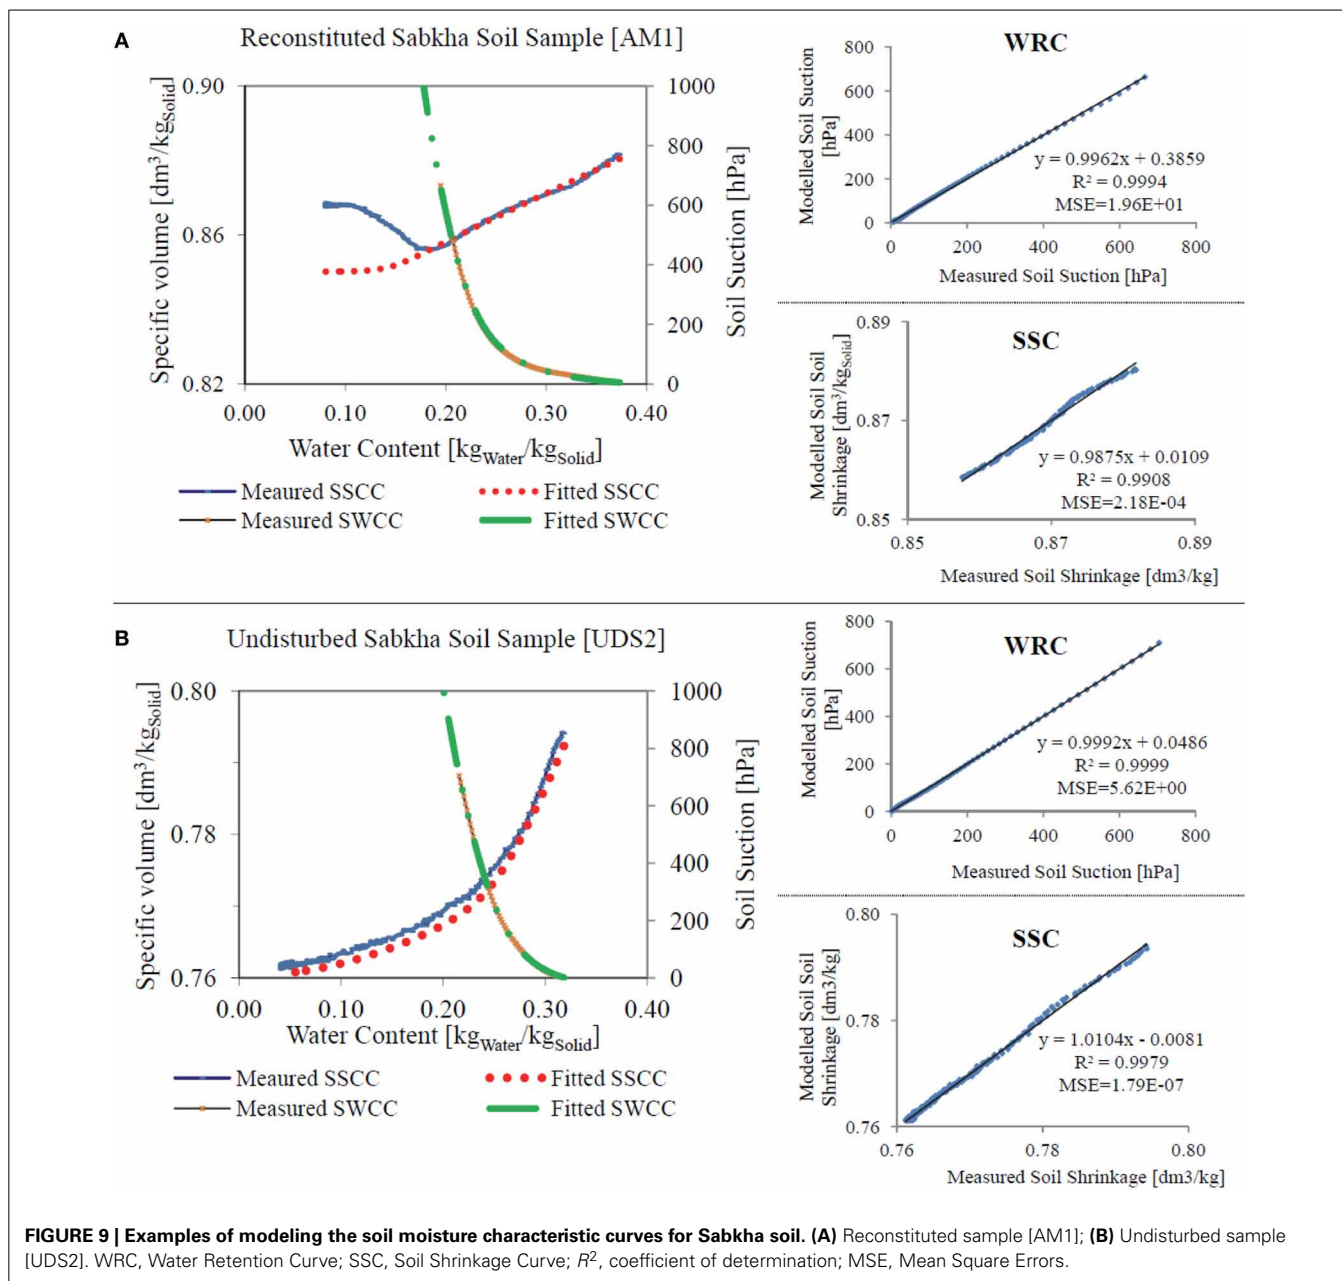 A
Reconstituted Sabkha Soil Sample [AM1]
Specific volume [dm³/kg_Solid]
0.90
0.86
0.82
0.00 0.10 0.20 0.30 0.40
Water Content [kg_Water/kg_Solid]
1000
800
600
400
200
0
Soil Suction [hPa]
Meaured SSCC
Fitted SSCC
Measured SWCC
Fitted SWCC
WRC
Modelled Soil Suction
[hPa]
800
600
400
200
0
y = 0.9962x + 0.3859
R² = 0.9994
MSE=1.96E+01
0 200 400 600 800
Measured Soil Suction [hPa]
SSC
Modelled Soil Soil
Shrinkage [dm³/kg_Solid]
0.89
0.87
0.85
y = 0.9875x + 0.0109
R² = 0.9908
MSE=2.18E-04
0.85 0.87 0.89
Measured Soil Shrinkage [dm3/kg]
B
Undisturbed Sabkha Soil Sample [UDS2]
Specific volume [dm³/kg_Solid]
0.80
0.78
0.76
0.00 0.10 0.20 0.30 0.40
Water Content [kg_Water/kg_Solid]
1000
800
600
400
200
0
Soil Suction [hPa]
Meaured SSCC
Fitted SSCC
Measured SWCC
Fitted SWCC
WRC
Modelled Soil Suction
[hPa]
800
600
400
200
0
y = 0.9992x + 0.0486
R² = 0.9999
MSE=5.62E+00
0 200 400 600 800
Measured Soil Suction [hPa]
SSC
Modelled Soil Soil
Shrinkage [dm3/kg]
0.80
0.78
0.76
y = 1.0104x - 0.0081
R² = 0.9979
MSE=1.79E-07
0.76 0.78 0.80
Measured Soil Shrinkage [dm3/kg]
FIGURE 9 | Examples of modeling the soil moisture characteristic curves for Sabkha soil. (A) Reconstituted sample [AM1]; (B) Undisturbed sample
[UDS2]. WRC, Water Retention Curve; SSC, Soil Shrinkage Curve; R², coefficient of determination; MSE, Mean Square Errors.